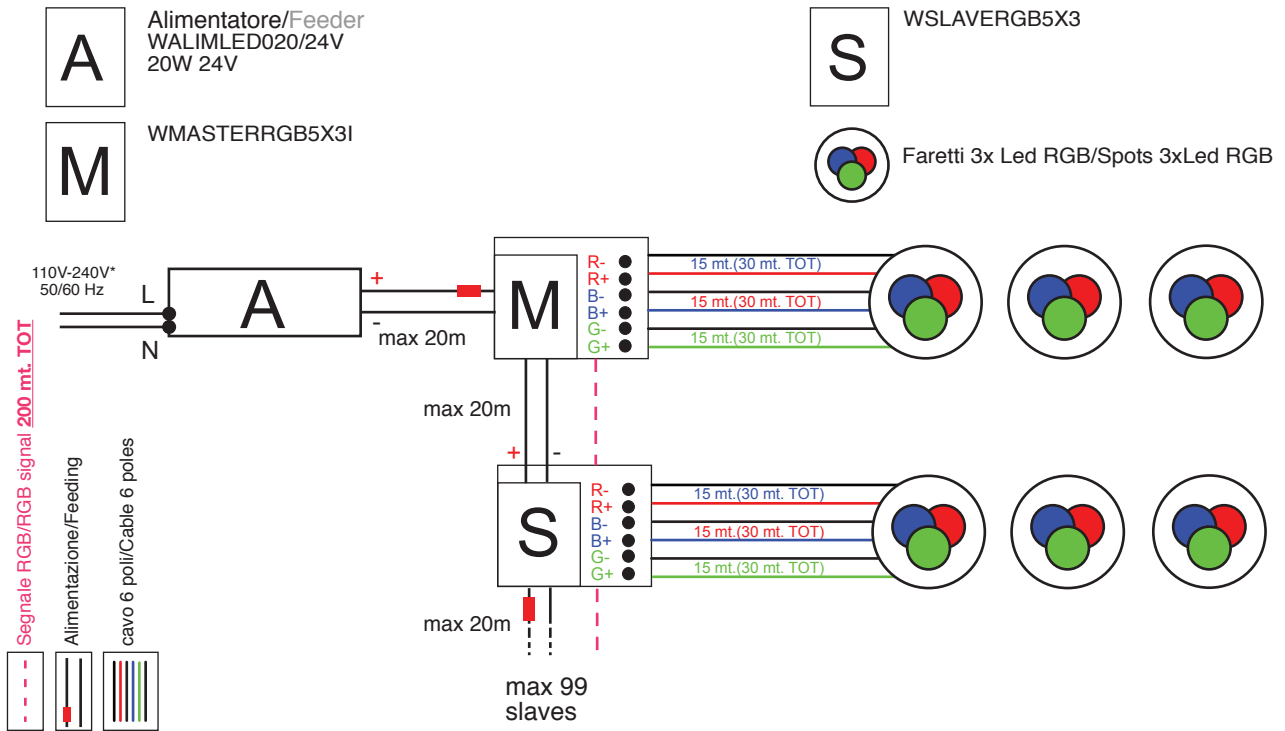 A
Alimentatore/Feeder
WALIMLED020/24V
20W 24V
M
WMASTERRGB5X3I
S
WSLAVERGB5X3
Faretti 3x Led RGB/Spots 3xLed RGB
110V-240V*
50/60 Hz
L
N
A
+
-
max 20m
M
R-
R+
B-
B+
G-
G+
15 mt.(30 mt. TOT)
15 mt.(30 mt. TOT)
15 mt.(30 mt. TOT)
max 20m
+
-
S
R-
R+
B-
B+
G-
G+
15 mt.(30 mt. TOT)
15 mt.(30 mt. TOT)
15 mt.(30 mt. TOT)
max 20m
max 99
slaves
Segnale RGB/RGB signal 200 mt. TOT
Alimentazione/Feeding
cavo 6 poli/Cable 6 poles